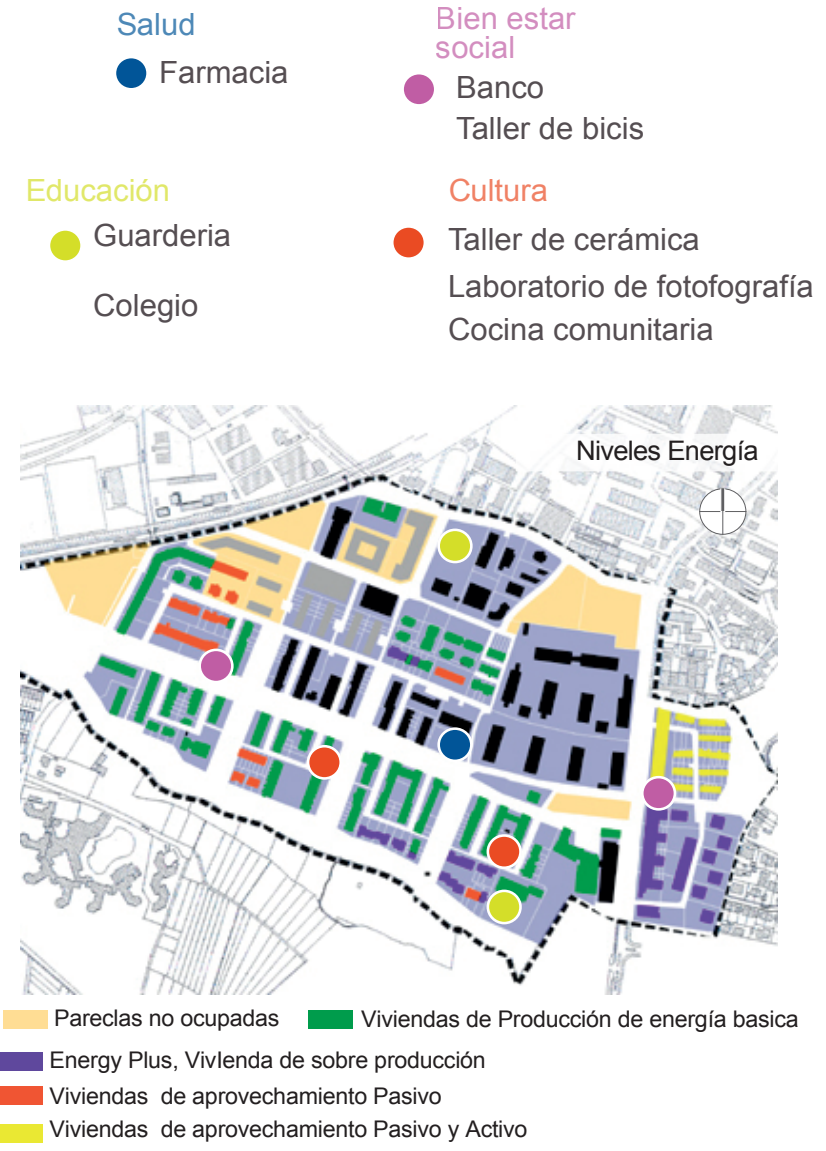 Salud
Farmacia
Bien estar
social
Banco
Taller de bicis
Educación
Guarderia
Colegio
Cultura
Taller de cerámica
Laboratorio de fotofografía
Cocina comunitaria
Niveles Energía
Pareclas no ocupadas
Viviendas de Producción de energía basica
Energy Plus, VivIenda de sobre producción
Viviendas de aprovechamiento Pasivo
Viviendas de aprovechamiento Pasivo y Activo